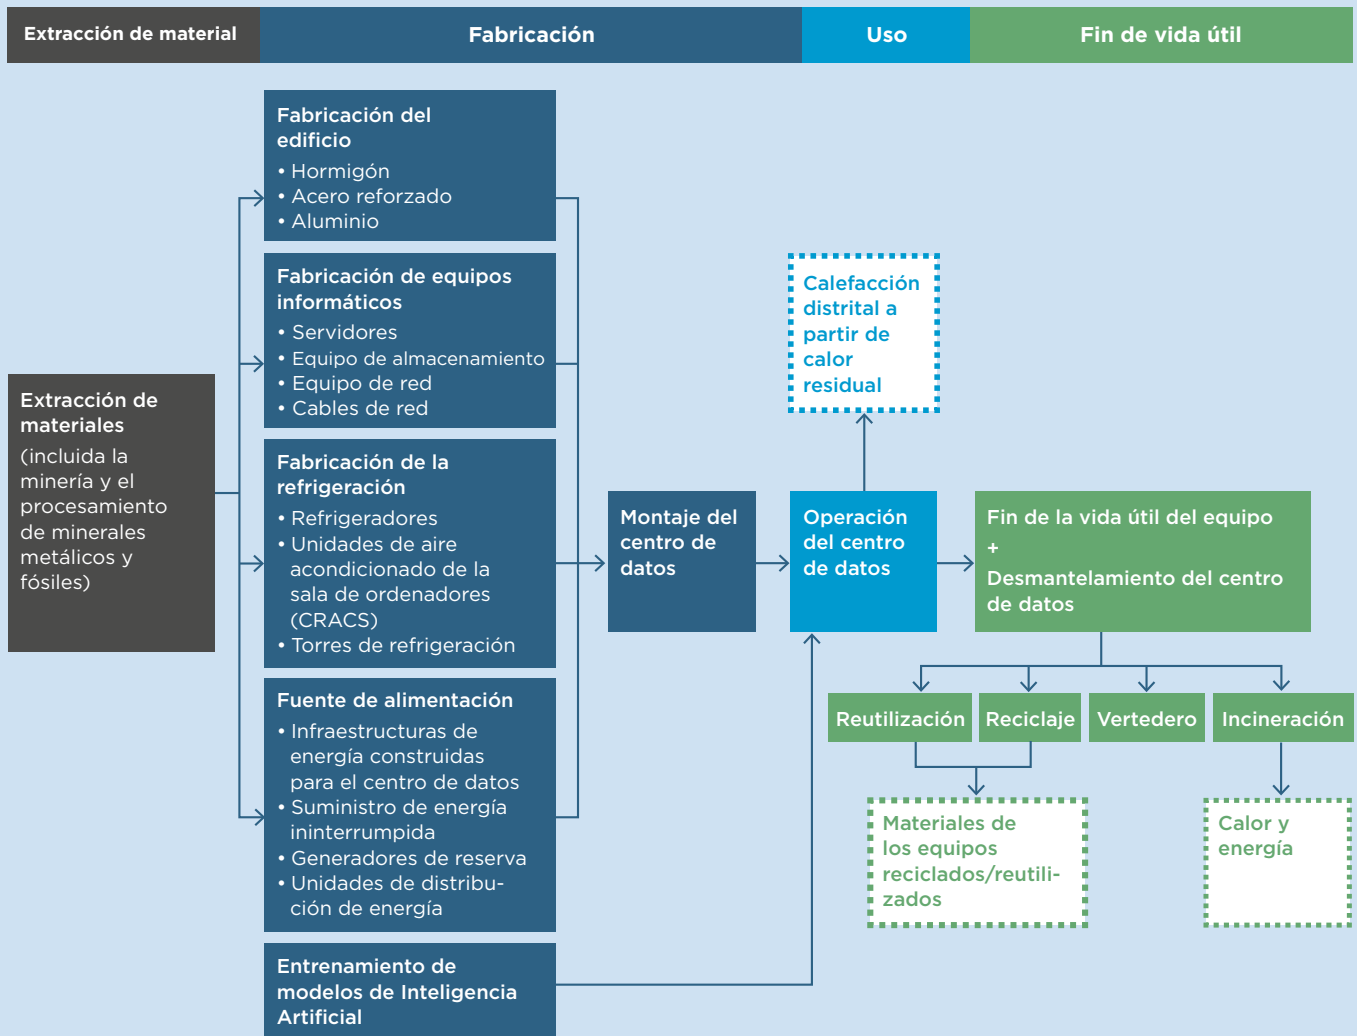 Extracción de material
Fabricación
Uso
Fin de vida útil
Extracción de
materiales
(incluida la
minería y el
procesamiento
de minerales
metálicos y
fósiles)
Fabricación del
edificio
• Hormigón
• Acero reforzado
• Aluminio
Fabricación de equipos
informáticos
• Servidores
• Equipo de almacenamiento
• Equipo de red
• Cables de red
Fabricación de la
refrigeración
• Refrigeradores
• Unidades de aire
acondicionado de la
sala de ordenadores
(CRACS)
• Torres de refrigeración
Fuente de alimentación
• Infraestructuras de
energía construidas
para el centro de datos
• Suministro de energía
ininterrumpida
• Generadores de reserva
• Unidades de distribu-
ción de energía
Entrenamiento de
modelos de Inteligencia
Artificial
Montaje del
centro de
datos
Calefacción
distrital a
partir de
calor
residual
Operación
del centro
de datos
Fin de la vida útil del equipo
+
Desmantelamiento del centro
de datos
Reutilización
Reciclaje
Vertedero
Incineración
Materiales de
los equipos
reciclados/reutili-
zados
Calor y
energía